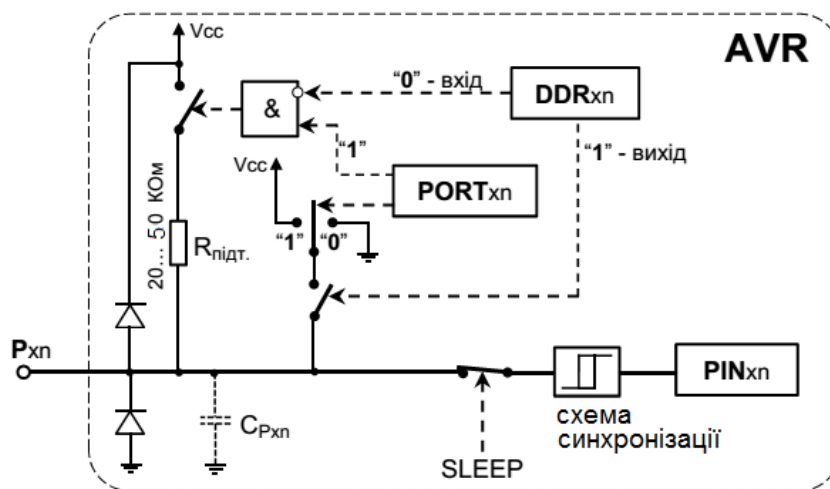 Vcc
AVR
"0" - вхід
DDRxn
&
"1"
"1" - вихід
Vcc
PORTxn
20... 50 КОм
Rпідт.
"1" "0"
Pxn
PINxn
CPxn
схема
синхронізації
SLEEP